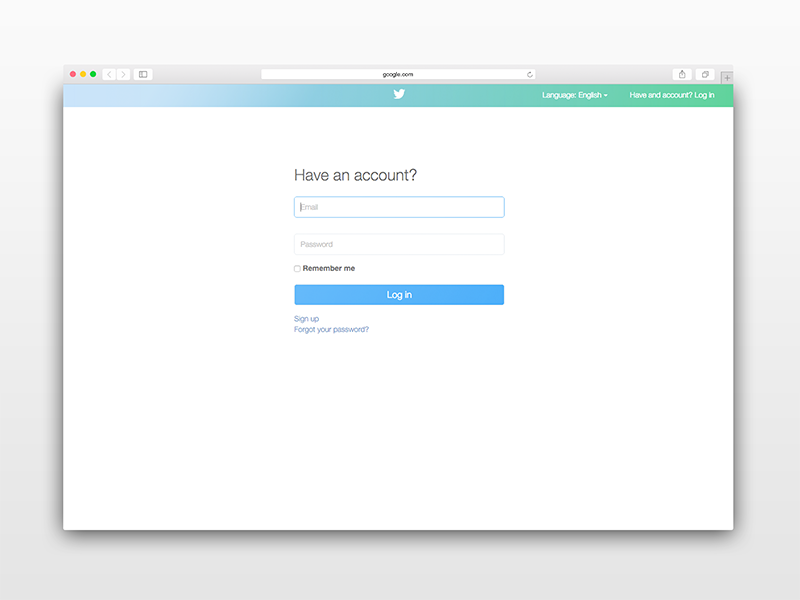 google.com
Language: English
Have and account? Log in
Have an account?
Email
Password
Remember me
Log in
Sign up
Forgot your password?